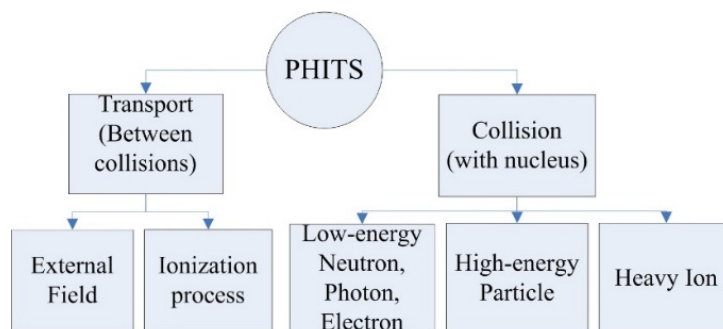 PHITS
Transport
(Between
collisions)
Collision
(with nucleus)
External
Field
Ionization
process
Low-energy
Neutron,
Photon,
Electron
High-energy
Particle
Heavy Ion